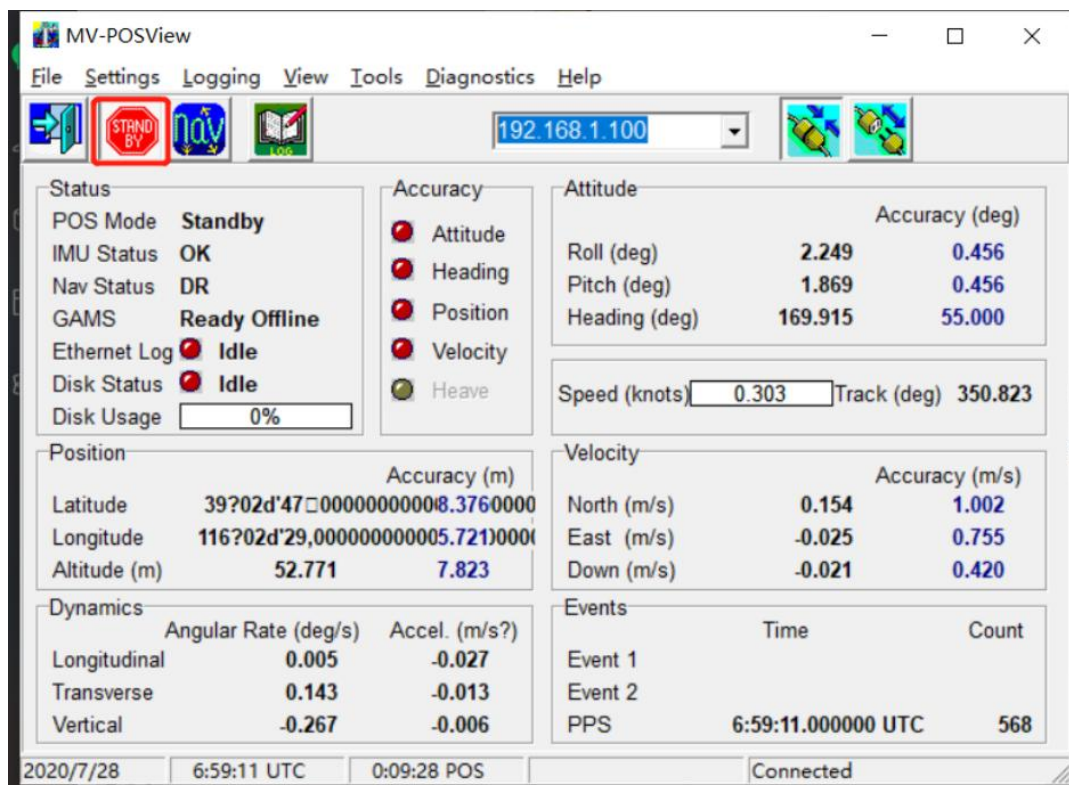 MV-POSView
File Settings Logging View Tools Diagnostics Help
STAND BY nav LOG 192.168.1.100
Status
POS Mode Standby
IMU Status OK
Nav Status DR
GAMS Ready Offline
Ethernet Log Idle
Disk Status Idle
Disk Usage 0%
Accuracy
Attitude
Heading
Position
Velocity
Heave
Attitude
Accuracy (deg)
Roll (deg) 2.249 0.456
Pitch (deg) 1.869 0.456
Heading (deg) 169.915 55.000
Speed (knots) 0.303 Track (deg) 350.823
Position
Accuracy (m)
Latitude 39?02d'47□000000000008.3760000
Longitude 116?02d'29,000000000005.721)0000
Altitude (m) 52.771 7.823
Velocity
Accuracy (m/s)
North (m/s) 0.154 1.002
East (m/s) -0.025 0.755
Down (m/s) -0.021 0.420
Dynamics
Angular Rate (deg/s) Accel. (m/s?)
Longitudinal 0.005 -0.027
Transverse 0.143 -0.013
Vertical -0.267 -0.006
Events
Time Count
Event 1
Event 2
PPS 6:59:11.000000 UTC 568
2020/7/28 6:59:11 UTC 0:09:28 POS Connected